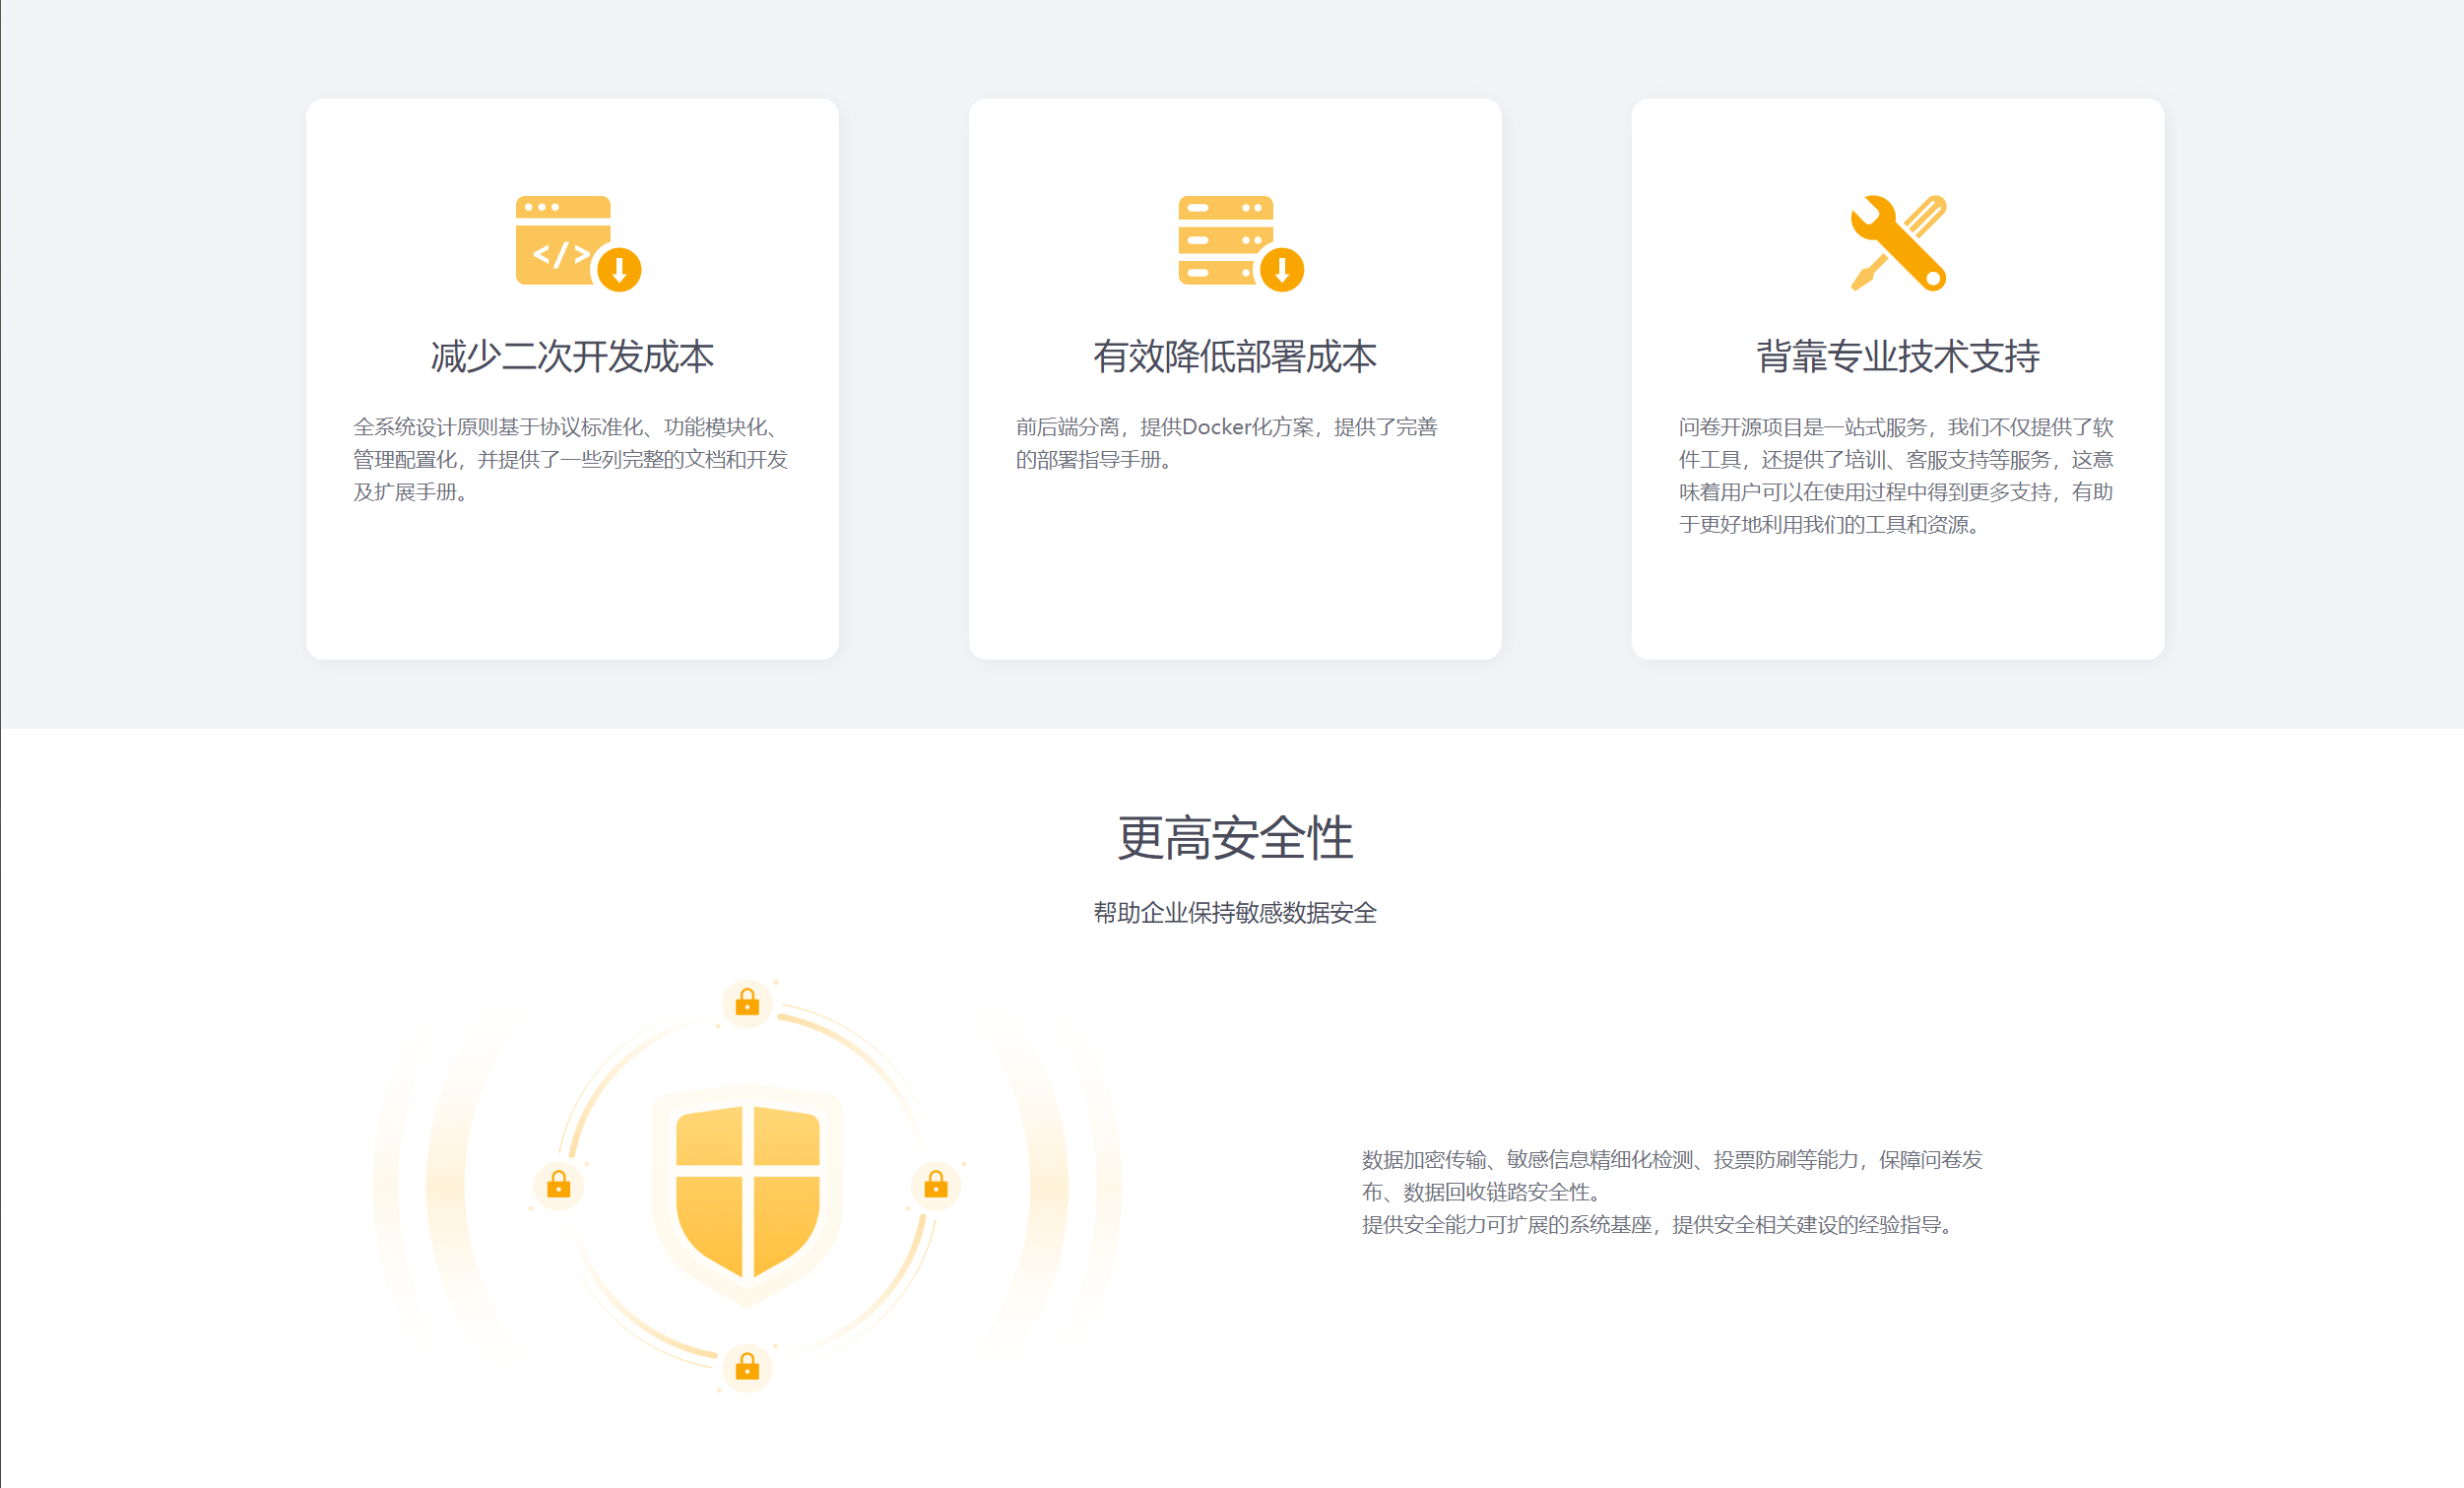 </>
减少二次开发成本
全系统设计原则基于协议标准化、功能模块化、
管理配置化，并提供了一些列完整的文档和开发
及扩展手册。
有效降低部署成本
前后端分离，提供Docker化方案，提供了完善
的部署指导手册。
背靠专业技术支持
问卷开源项目是一站式服务，我们不仅提供了软
件工具，还提供了培训、客服支持等服务，这意
味着用户可以在使用过程中得到更多支持，有助
于更好地利用我们的工具和资源。
更高安全性
帮助企业保持敏感数据安全
数据加密传输、敏感信息精细化检测、投票防刷等能力，保障问卷发
布、数据回收链路安全性。
提供安全能力可扩展的系统基座，提供安全相关建设的经验指导。